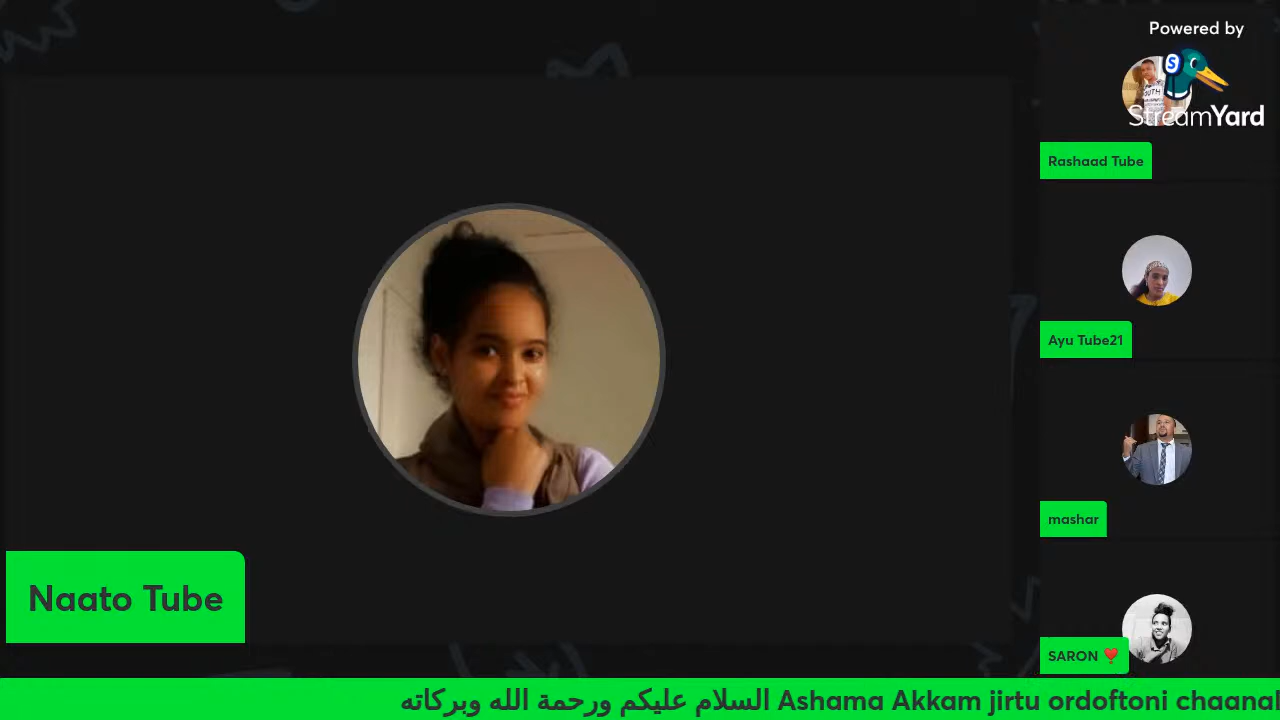 Powered by
StreamYard
Rashaad Tube
Ayu Tube21
mashar
SARON ❣️
Naato Tube
السلام عليكم ورحمة الله وبركاته Ashama Akkam jirtu ordoftoni